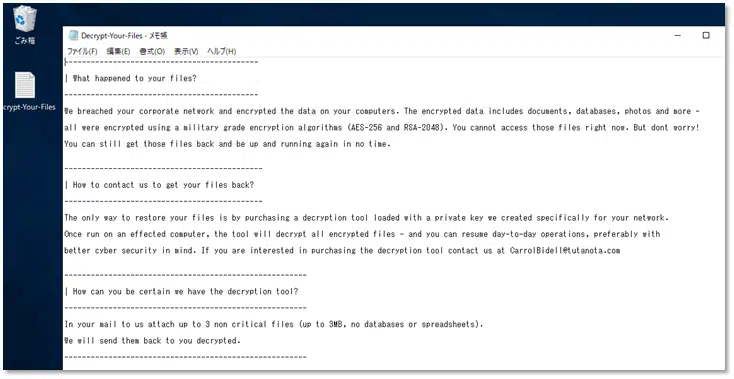 ごみ箱
crypt-Your-Files
Decrypt-Your-Files - メモ帳
ファイル(F) 編集(E) 書式(O) 表示(V) ヘルプ(H)
--------------------------------------------
| What happened to your files?
--------------------------------------------
We breached your corporate network and encrypted the data on your computers. The encrypted data includes documents, databases, photos and more -
all were encrypted using a military grade encryption algorithms (AES-256 and RSA-2048). You cannot access those files right now. But dont worry!
You can still get those files back and be up and running again in no time.
---------------------------------------------
| How to contact us to get your files back?
---------------------------------------------
The only way to restore your files is by purchasing a decryption tool loaded with a private key we created specifically for your network.
Once run on an effected computer, the tool will decrypt all encrypted files - and you can resume day-to-day operations, preferably with
better cyber security in mind. If you are interested in purchasing the decryption tool contact us at CarrolBidell@tutanota.com
-------------------------------------------------------
| How can you be certain we have the decryption tool?
-------------------------------------------------------
In your mail to us attach up to 3 non critical files (up to 3MB, no databases or spreadsheets).
We will send them back to you decrypted.
-------------------------------------------------------